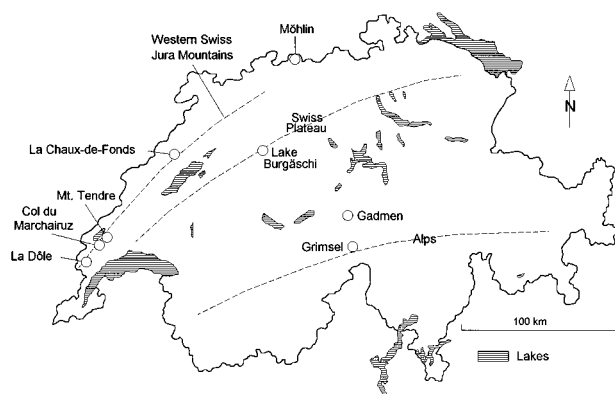 Möhlin
Western Swiss
Jura Mountains
N
Swiss
Plateau
La Chaux-de-Fonds
Lake
Burgäschi
Mt. Tendre
Col du
Marchairuz
Gadmen
La Dôle
Grimsel
Alps
100 km
Lakes